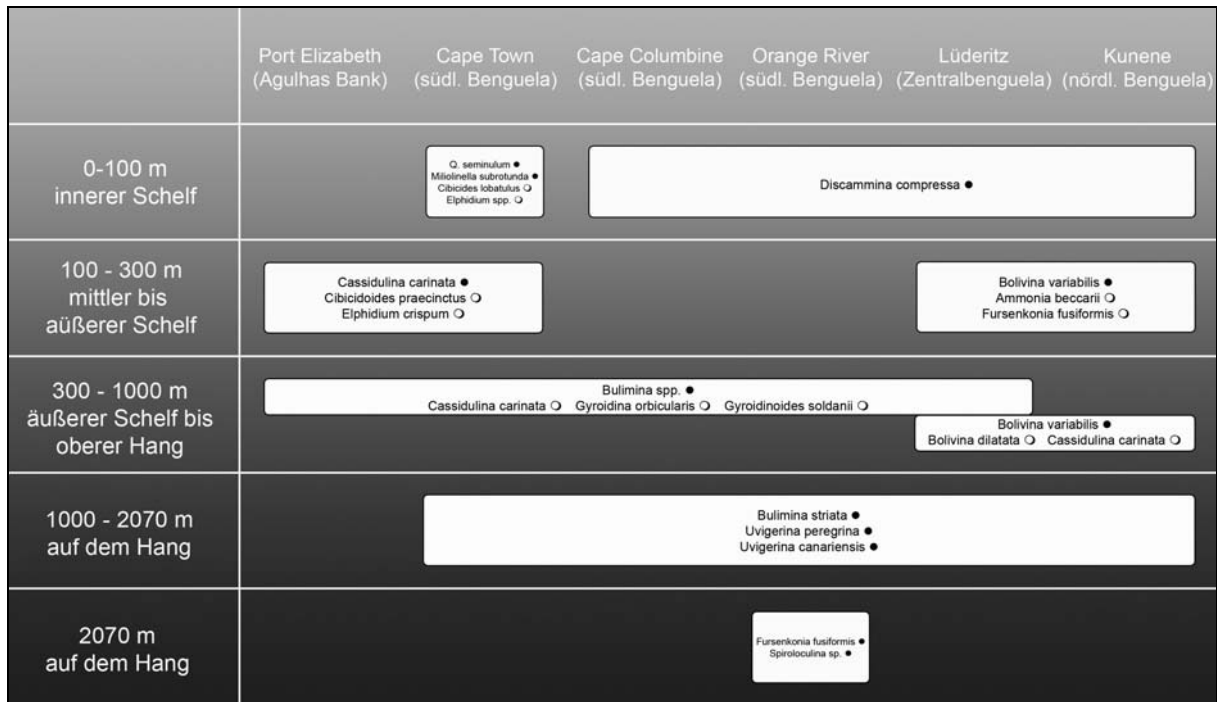 Port Elizabeth
(Agulhas Bank)
Cape Town
(südl. Benguela)
Cape Columbine
(südl. Benguela)
Orange River
(südl. Benguela)
Lüderitz
(Zentralbenguela)
Kunene
(nördl. Benguela)
0-100 m
innerer Schelf
Q. seminulum ●
Miliolinella subrotunda ●
Cibicides lobatulus ○
Elphidium spp. ○
Discammina compressa ●
100 - 300 m
mittler bis
aüßerer Schelf
Cassidulina carinata ●
Cibicidoides praecinctus ○
Elphidium crispum ○
Bolivina variabilis ●
Ammonia beccarii ○
Fursenkonia fusiformis ○
300 - 1000 m
äußerer Schelf bis
oberer Hang
Bulimina spp. ●
Cassidulina carinata ○ Gyroidina orbicularis ○ Gyroidinoides soldanii ○
Bolivina variabilis ●
Bolivina dilatata ○ Cassidulina carinata ○
1000 - 2070 m
auf dem Hang
Bulimina striata ●
Uvigerina peregrina ●
Uvigerina canariensis ●
2070 m
auf dem Hang
Fursenkonia fusiformis ●
Spiroloculina sp. ●